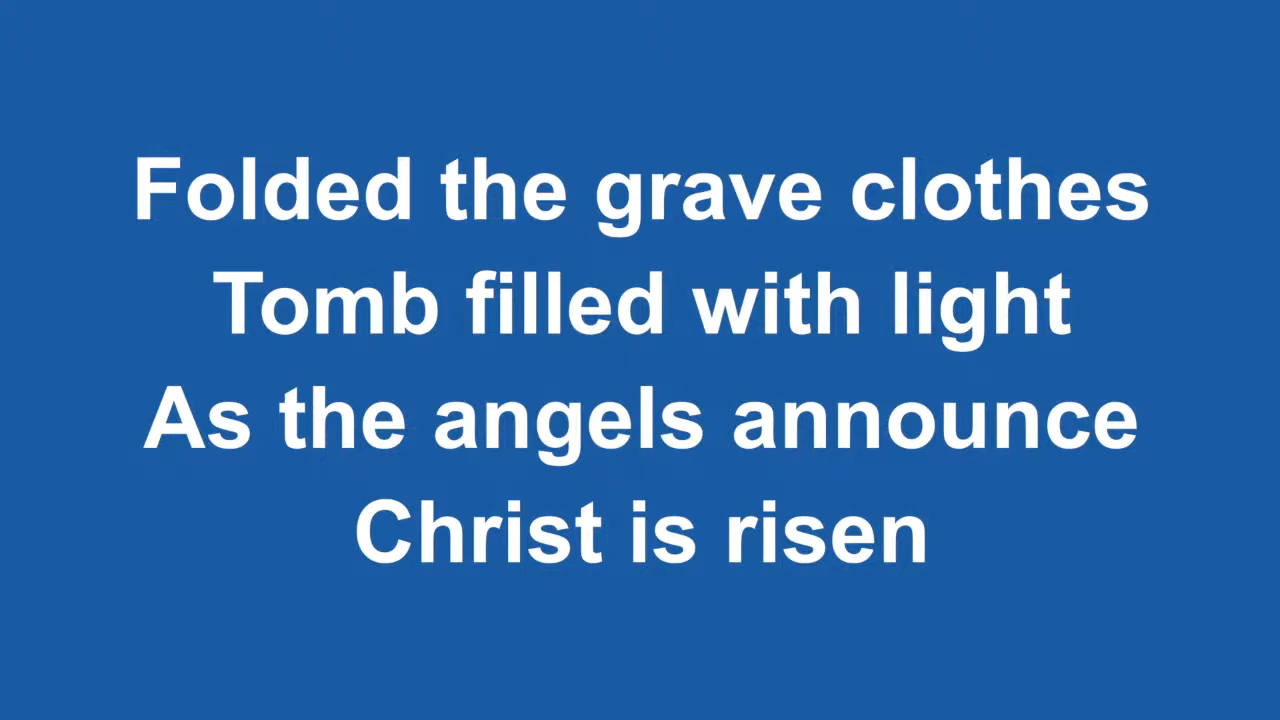 Folded the grave clothes
Tomb filled with light
As the angels announce
Christ is risen